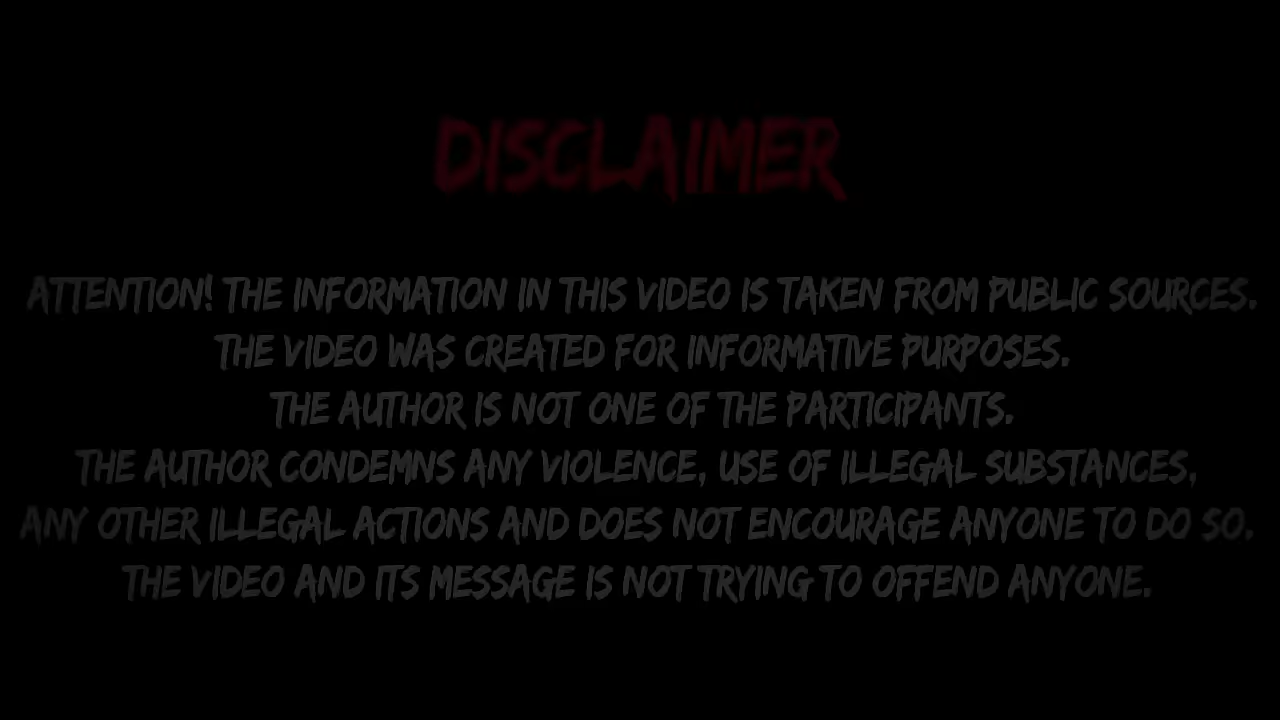 DISCLAIMER
ATTENTION! THE INFORMATION IN THIS VIDEO IS TAKEN FROM PUBLIC SOURCES.
THE VIDEO WAS CREATED FOR INFORMATIVE PURPOSES.
THE AUTHOR IS NOT ONE OF THE PARTICIPANTS.
THE AUTHOR CONDEMNS ANY VIOLENCE, USE OF ILLEGAL SUBSTANCES,
ANY OTHER ILLEGAL ACTIONS AND DOES NOT ENCOURAGE ANYONE TO DO SO.
THE VIDEO AND ITS MESSAGE IS NOT TRYING TO OFFEND ANYONE.